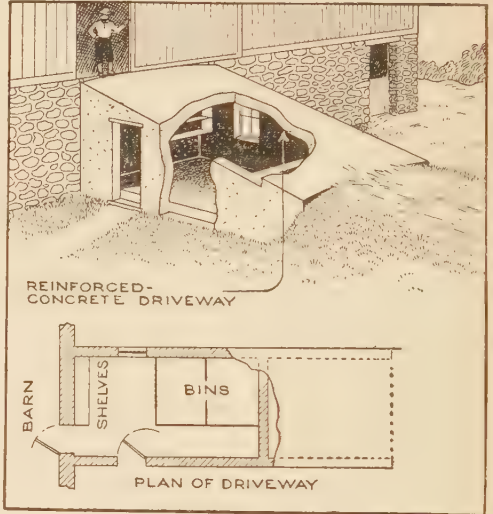 REINFORCED-
CONCRETE DRIVEWAY
BARN
SHELVES
BINS
PLAN OF DRIVEWAY